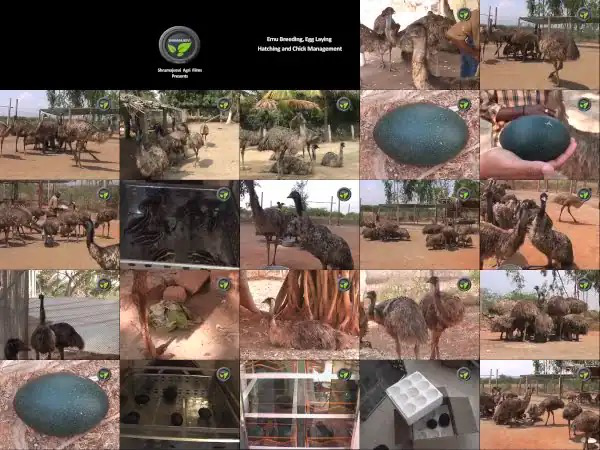 Shramajeevi Agri Films
Presents
Emu Breeding, Egg Laying
Hatching and Chick Management